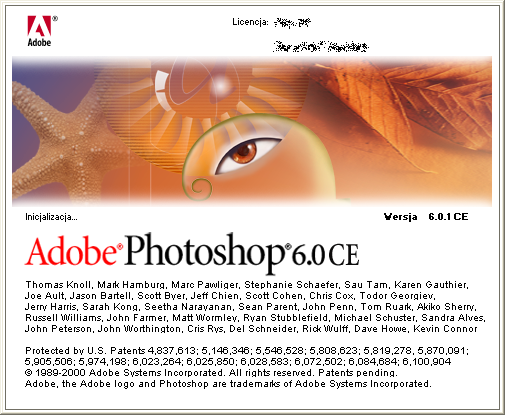 Adobe®
Licencja:
Inicjalizacja...
Wersja 6.0.1 CE
Adobe® Photoshop® 6.0 CE
Thomas Knoll, Mark Hamburg, Marc Pawliger, Stephanie Schaefer, Sau Tam, Karen Gauthier,
Joe Ault, Jason Bartell, Scott Byer, Jeff Chien, Scott Cohen, Chris Cox, Todor Georgiev,
Jerry Harris, Sarah Kong, Seetha Narayanan, Sean Parent, John Penn, Tom Ruark, Akiko Sherry,
Russell Williams, John Farmer, Matt Wormley, Ryan Stubblefield, Michael Schuster, Sandra Alves,
John Peterson, John Worthington, Cris Rys, Del Schneider, Rick Wulff, Dave Howe, Kevin Connor
Protected by U.S. Patents 4,837,613; 5,146,346; 5,546,528; 5,808,623; 5,819,278, 5,870,091;
5,905,506; 5,974,198; 6,023,264; 6,025,850; 6,028,583; 6,072,502; 6,084,684; 6,100,904
© 1989-2000 Adobe Systems Incorporated. All rights reserved. Patents pending.
Adobe, the Adobe logo and Photoshop are trademarks of Adobe Systems Incorporated.